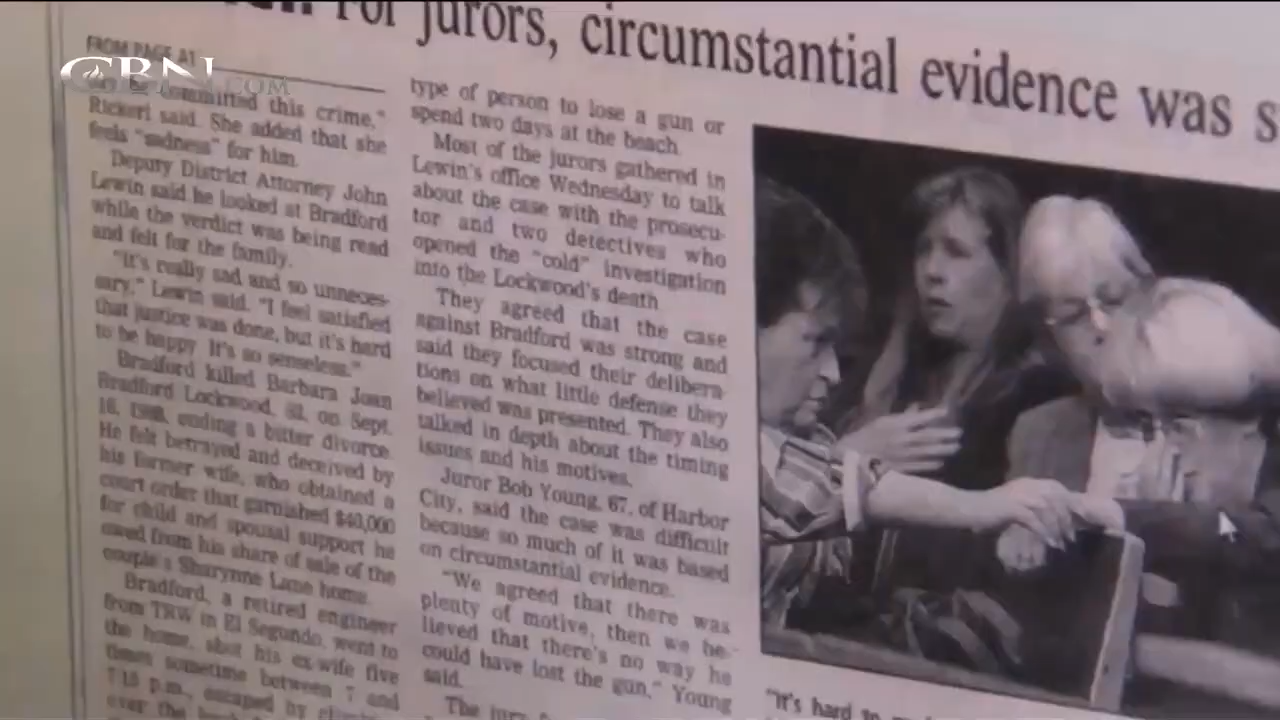 For jurors, circumstantial evidence was s
FROM PAGE A1
CBN.COM
committed this crime,"
Rickerl said. She added that she
feels "sadness" for him.
Deputy District Attorney John
Lewin said he looked at Bradford
while the verdict was being read
and felt for the family.
"It's really sad and so unneces-
sary," Lewin said. "I feel satisfied
that justice was done, but it's hard
to be happy. It's so senseless."
Bradford killed Barbara Joan
Bradford Lockwood, on Sept.
16, 1988, ending a bitter divorce.
He felt betrayed and deceived by
his former wife, who obtained a
court order that garnished $40,000
for child and spousal support he
owed from his share of sale of the
couple's Sharynne Lane home.
Bradford, a retired engineer
from TRW in El Segundo, went to
the home, shot his ex-wife five
times sometime between 7 and
7:15 p.m., escaped by
over the
type of person to lose a gun or
spend two days at the beach.
Most of the jurors gathered in
Lewin's office Wednesday to talk
about the case with the prosecu-
tor and two detectives who
opened the "cold" investigation
into the Lockwood's death
They agreed that the case
against Bradford was strong and
said they focused their delibera-
tions on what little defense they
believed was presented. They also
talked in depth about the timing
issues and his motives.
Juror Bob Young, 67, of Harbor
City, said the case was difficult
because so much of it was based
on circumstantial evidence.
"We agreed that there was
plenty of motive, then we be-
lieved that there's no way he
could have lost the gun," Young
said.
The jury
"It's hard to